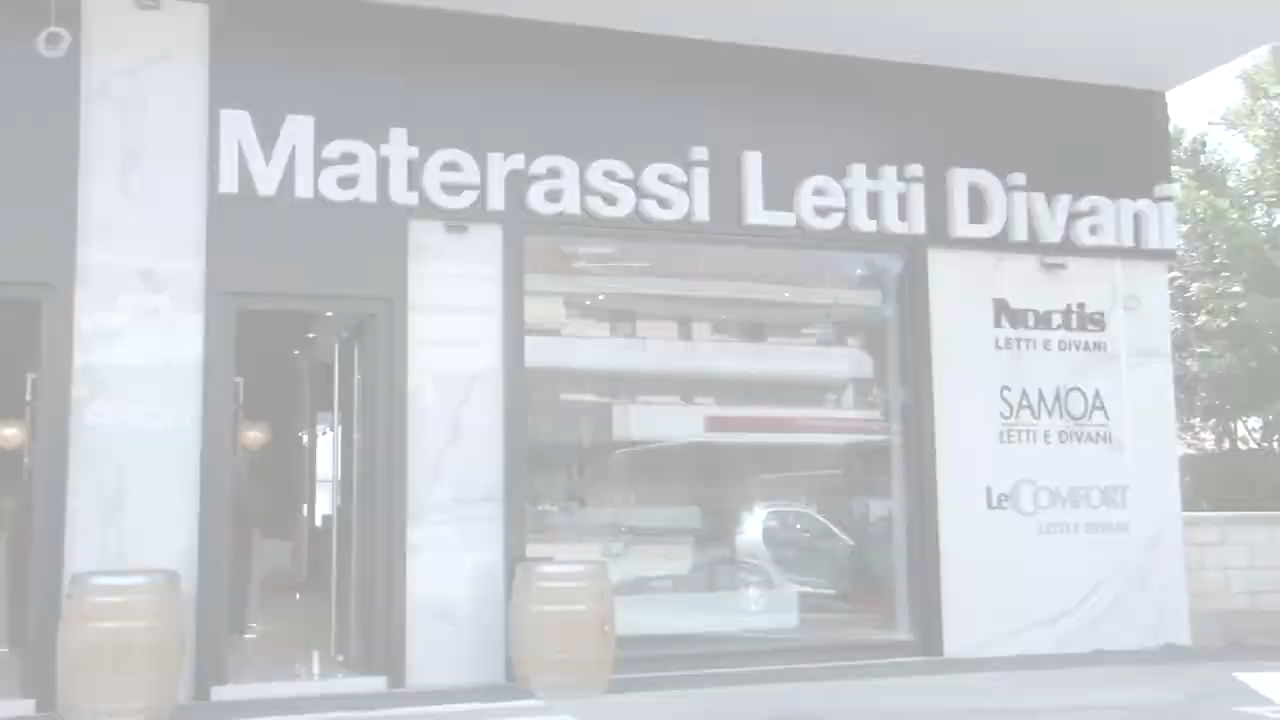 Materassi Letti Divani
Noctis
LETTI E DIVANI
SAMOA
LETTI E DIVANI
LeCOMFORT
LETTI E DIVANI